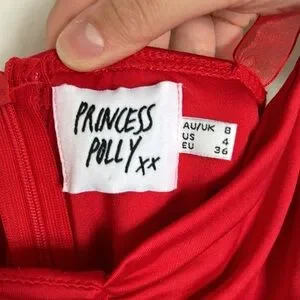 PRINCESS
POLLY xx
AU/UK 8
US 4
EU 36